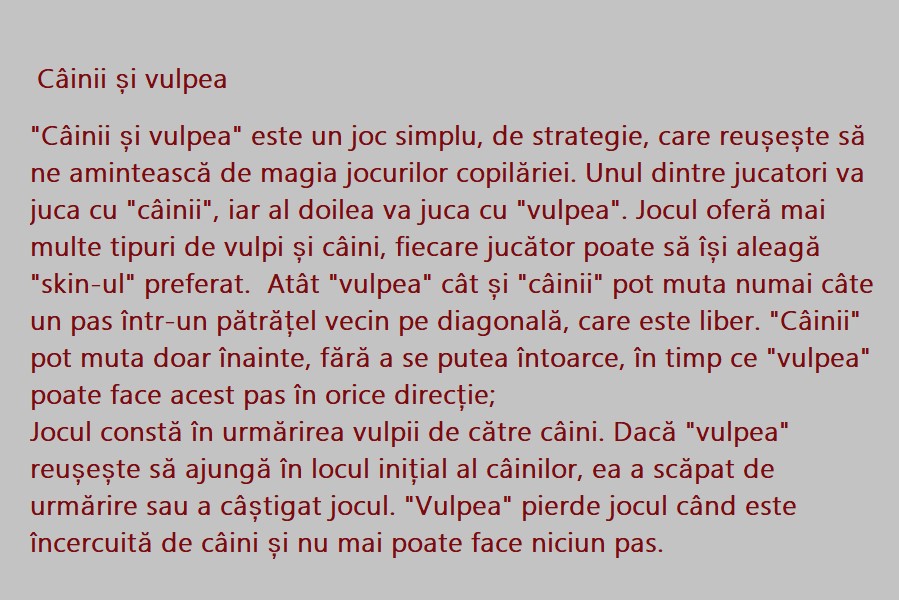 Câinii și vulpea
"Câinii și vulpea" este un joc simplu, de strategie, care reușește să
ne amintească de magia jocurilor copilăriei. Unul dintre jucatori va
juca cu "câinii", iar al doilea va juca cu "vulpea". Jocul oferă mai
multe tipuri de vulpi și câini, fiecare jucător poate să își aleagă
"skin-ul" preferat.  Atât "vulpea" cât și "câinii" pot muta numai câte
un pas într-un pătrățel vecin pe diagonală, care este liber. "Câinii"
pot muta doar înainte, fără a se putea întoarce, în timp ce "vulpea"
poate face acest pas în orice direcție;
Jocul constă în urmărirea vulpii de către câini. Dacă "vulpea"
reușește să ajungă în locul inițial al câinilor, ea a scăpat de
urmărire sau a câștigat jocul. "Vulpea" pierde jocul când este
încercuită de câini și nu mai poate face niciun pas.